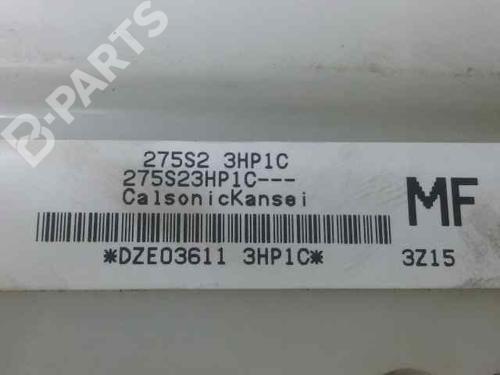 275S2 3HP1C
275S23HP1C---
CalsonicKansei
MF
*DZE03611 3HP1C*
3Z15
B-PARTS